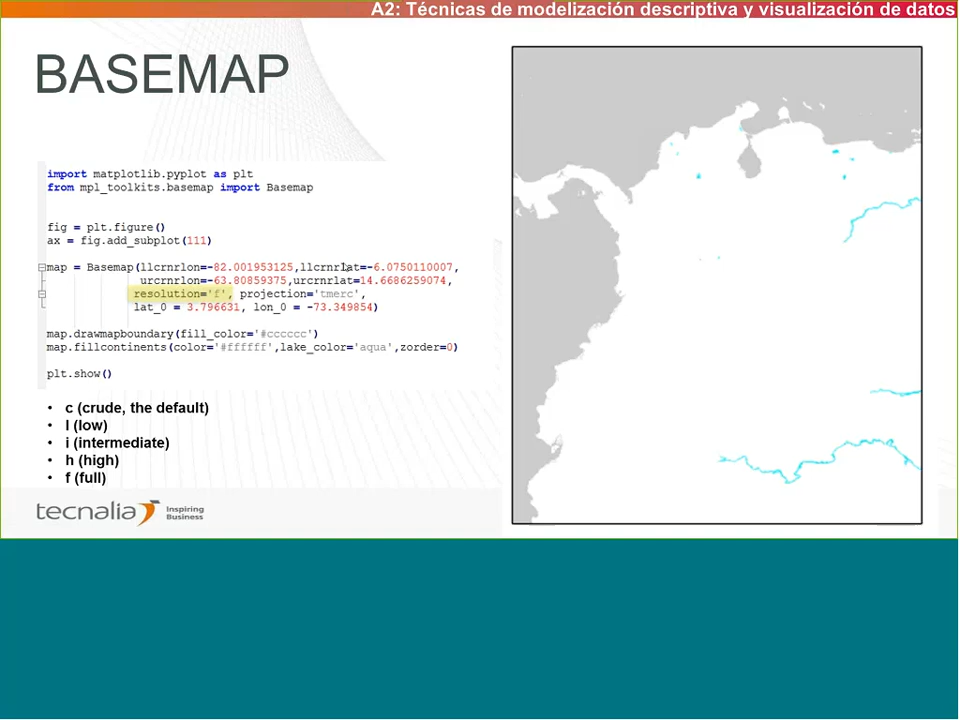 A2: Técnicas de modelización descriptiva y visualización de datos
BASEMAP
import matplotlib.pyplot as plt
from mpl_toolkits.basemap import Basemap
fig = plt.figure()
ax = fig.add_subplot(111)
map = Basemap(llcrnrlon=-82.001953125,llcrnrlat=-6.0750110007,
urcrnrlon=-63.80859375,urcrnrlat=14.6686259074,
resolution='f', projection='tmerc',
lat_0 = 3.796631, lon_0 = -73.349854)
map.drawmapboundary(fill_color='#cccccc')
map.fillcontinents(color='#ffffff',lake_color='aqua',zorder=0)
plt.show()
• c (crude, the default)
• l (low)
• i (intermediate)
• h (high)
• f (full)
tecnalia Inspiring
Business